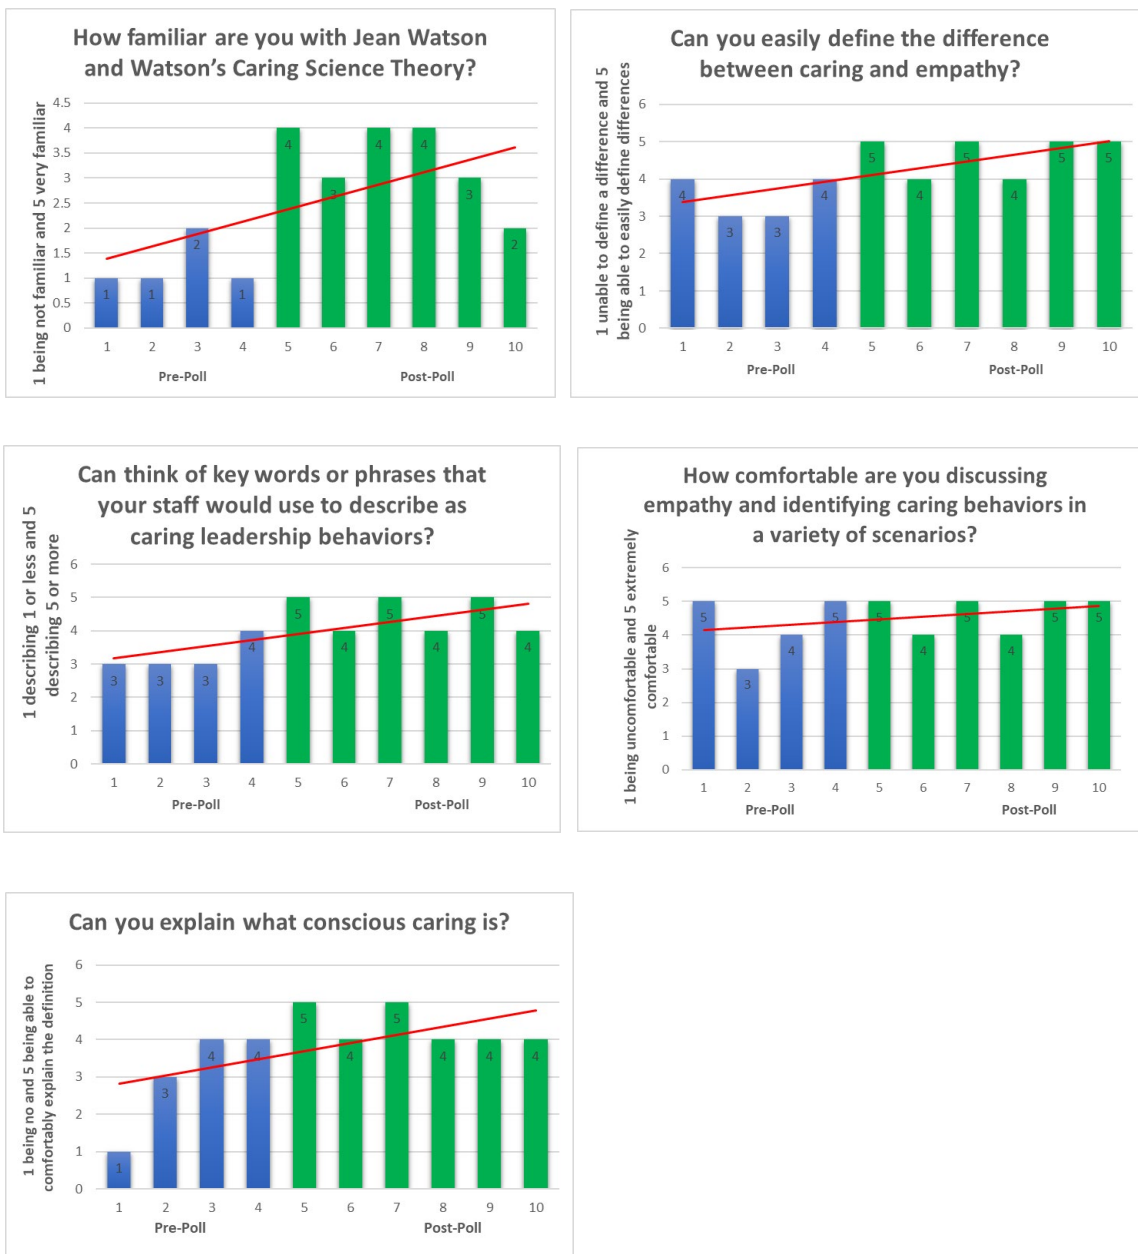 How familiar are you with Jean Watson
and Watson's Caring Science Theory?
1 being not familiar and 5 very familiar
4.5
4
3.5
3
2.5
2
1.5
1
0.5
0
1
1
2
1
4
3
4
4
3
2
1 2 3 4 5 6 7 8 9 10
Pre-Poll Post-Poll
Can you easily define the difference
between caring and empathy?
1 unable to define a difference and 5
being able to easily define differences
6
5
4
3
2
1
0
4
3
3
4
5
4
5
4
5
5
1 2 3 4 5 6 7 8 9 10
Pre-Poll Post-Poll
Can think of key words or phrases that
your staff would use to describe as
caring leadership behaviors?
1 describing 1 or less and 5
describing 5 or more
6
5
4
3
2
1
0
3
3
3
4
5
4
5
4
5
4
1 2 3 4 5 6 7 8 9 10
Pre-Poll Post-Poll
How comfortable are you discussing
empathy and identifying caring behaviors in
a variety of scenarios?
1 being uncomfortable and 5 extremely
comfortable
6
5
4
3
2
1
0
5
3
4
5
5
4
5
4
5
5
1 2 3 4 5 6 7 8 9 10
Pre-Poll Post-Poll
Can you explain what conscious caring is?
1 being no and 5 being able to
comfortably explain the definition
6
5
4
3
2
1
0
1
3
4
4
5
4
5
4
4
4
1 2 3 4 5 6 7 8 9 10
Pre-Poll Post-Poll